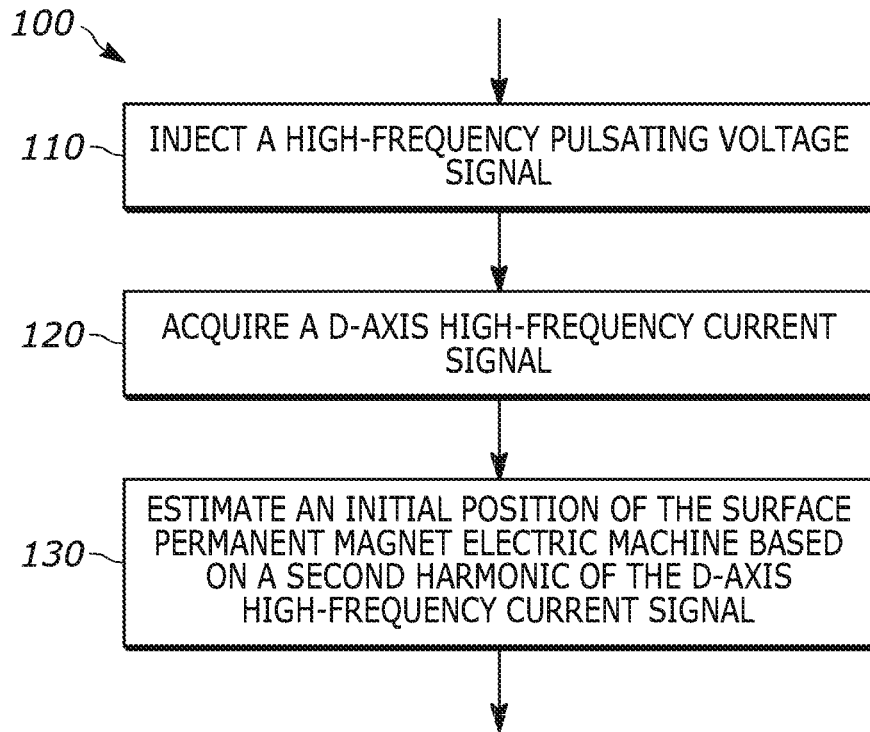 100
110
INJECT A HIGH-FREQUENCY PULSATING VOLTAGE
SIGNAL
120
ACQUIRE A D-AXIS HIGH-FREQUENCY CURRENT
SIGNAL
130
ESTIMATE AN INITIAL POSITION OF THE SURFACE
PERMANENT MAGNET ELECTRIC MACHINE BASED
ON A SECOND HARMONIC OF THE D-AXIS
HIGH-FREQUENCY CURRENT SIGNAL